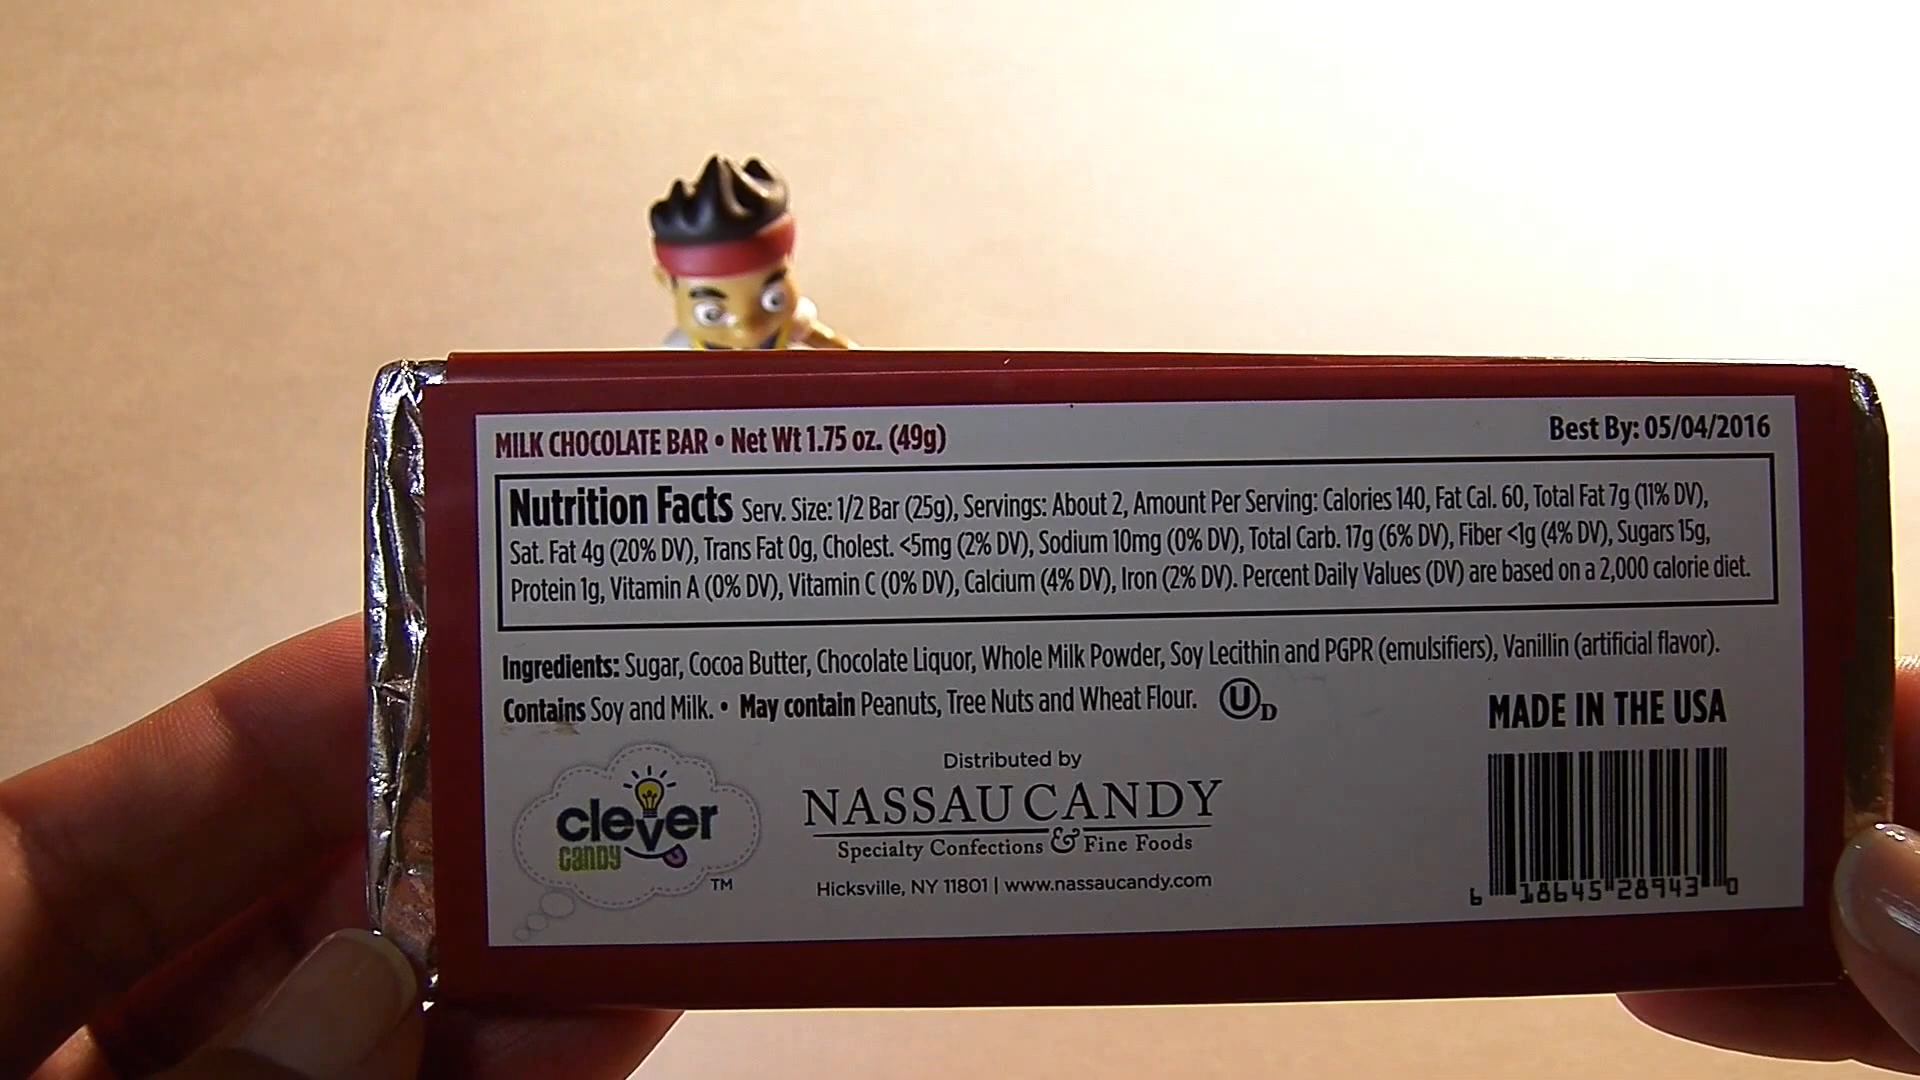 MILK CHOCOLATE BAR • Net Wt 1.75 oz. (49g)
Best By: 05/04/2016
Nutrition Facts Serv. Size: 1/2 Bar (25g), Servings: About 2, Amount Per Serving: Calories 140, Fat Cal. 60, Total Fat 7g (11% DV),
Sat. Fat 4g (20% DV), Trans Fat 0g, Cholest. <5mg (2% DV), Sodium 10mg (0% DV), Total Carb. 17g (6% DV), Fiber <1g (4% DV), Sugars 15g,
Protein 1g, Vitamin A (0% DV), Vitamin C (0% DV), Calcium (4% DV), Iron (2% DV). Percent Daily Values (DV) are based on a 2,000 calorie diet.
Ingredients: Sugar, Cocoa Butter, Chocolate Liquor, Whole Milk Powder, Soy Lecithin and PGPR (emulsifiers), Vanillin (artificial flavor).
Contains Soy and Milk. • May contain Peanuts, Tree Nuts and Wheat Flour. U D
MADE IN THE USA
clever
candy
TM
Distributed by
NASSAU CANDY
Specialty Confections & Fine Foods
Hicksville, NY 11801 | www.nassaucandy.com
6 18645 28943 0